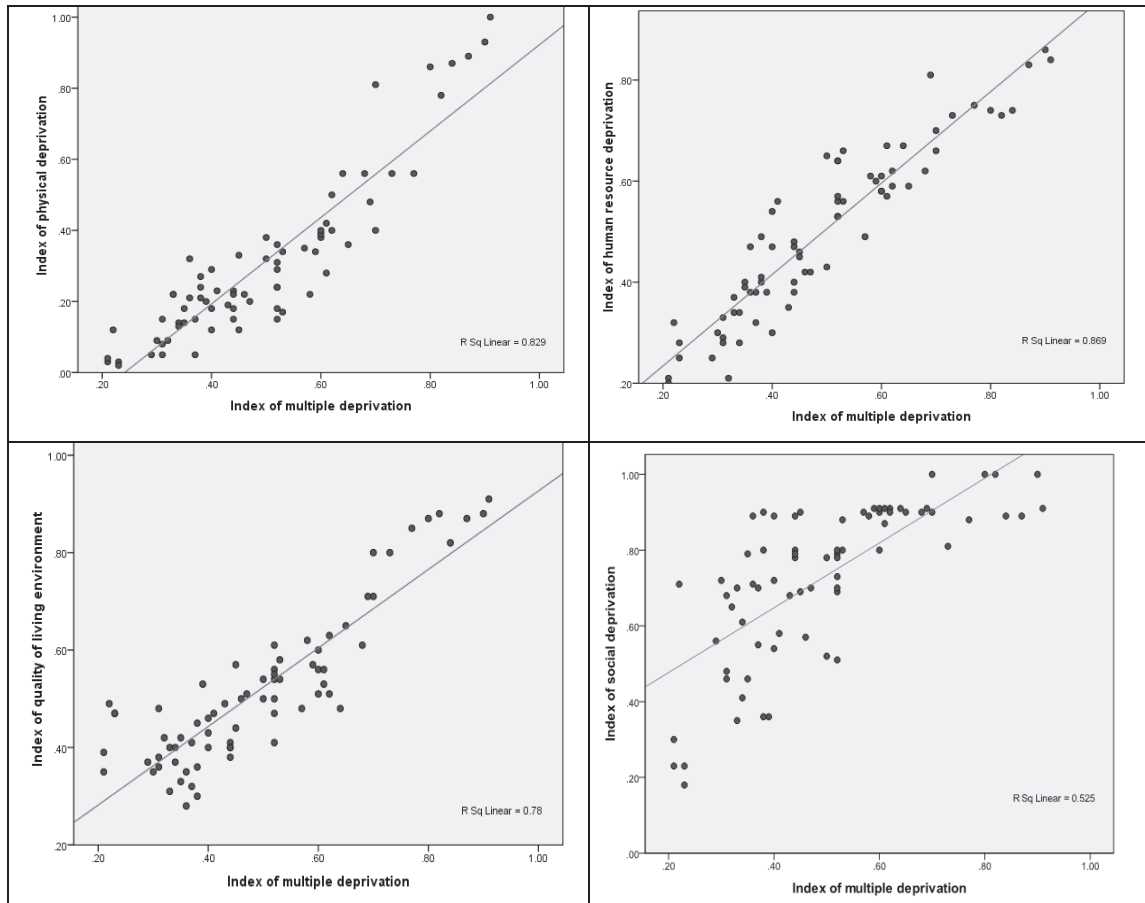 1.00
.80
.60
.40
.20
.00
Index of physical deprivation
R Sq Linear = 0.829
.20 .40 .60 .80 1.00
Index of multiple deprivation
.80
.60
.40
.20
Index of human resource deprivation
R Sq Linear = 0.869
.20 .40 .60 .80 1.00
Index of multiple deprivation
1.00
.80
.60
.40
.20
Index of quality of living environment
R Sq Linear = 0.78
.20 .40 .60 .80 1.00
Index of multiple deprivation
1.00
.80
.60
.40
.20
.00
Index of social deprivation
R Sq Linear = 0.525
.20 .40 .60 .80 1.00
Index of multiple deprivation